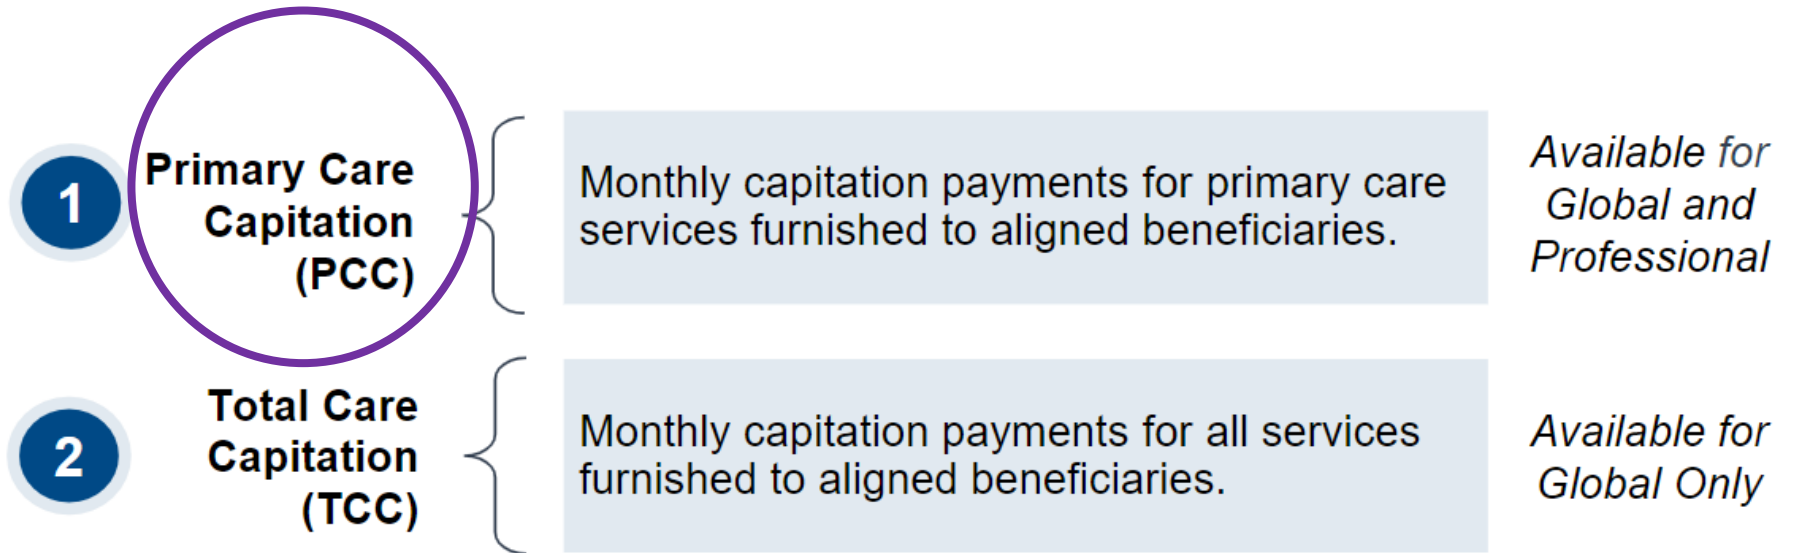 1
Primary Care
Capitation
(PCC)
Monthly capitation payments for primary care
services furnished to aligned beneficiaries.
Available for
Global and
Professional
2
Total Care
Capitation
(TCC)
Monthly capitation payments for all services
furnished to aligned beneficiaries.
Available for
Global Only